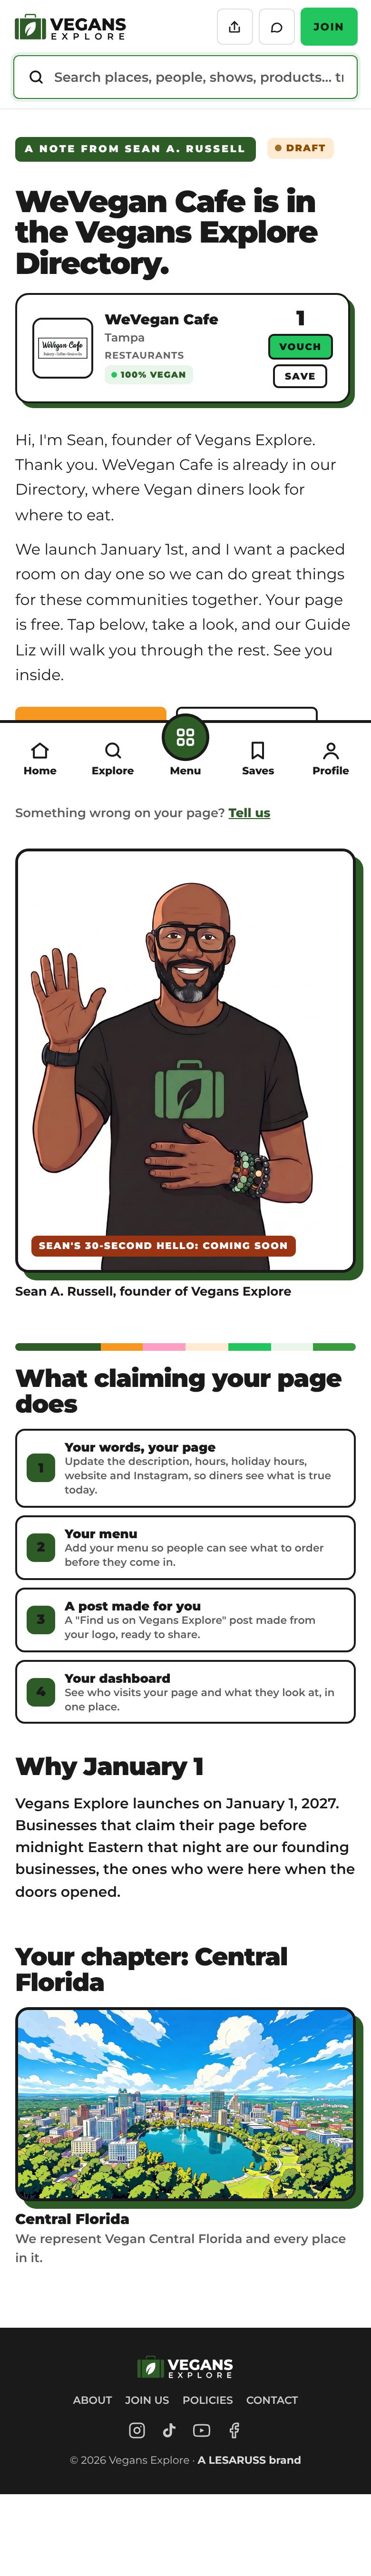 VEGANS
EXPLORE
JOIN
Search places, people, shows, products... tı
A NOTE FROM SEAN A. RUSSELL
DRAFT
WeVegan Cafe is in
the Vegans Explore
Directory.
WeVegan Cafe
WeVegan Cafe
Tampa
RESTAURANTS
100% VEGAN
1
VOUCH
SAVE
Hi, I'm Sean, founder of Vegans Explore.
Thank you. WeVegan Cafe is already in our
Directory, where Vegan diners look for
where to eat.
We launch January 1st, and I want a packed
room on day one so we can do great things
for these communities together. Your page
is free. Tap below, take a look, and our Guide
Liz will walk you through the rest. See you
inside.
Home
Explore
Menu
Saves
Profile
Something wrong on your page? Tell us
SEAN'S 30-SECOND HELLO: COMING SOON
Sean A. Russell, founder of Vegans Explore
What claiming your page
does
1
Your words, your page
Update the description, hours, holiday hours,
website and Instagram, so diners see what is true
today.
2
Your menu
Add your menu so people can see what to order
before they come in.
3
A post made for you
A "Find us on Vegans Explore" post made from
your logo, ready to share.
4
Your dashboard
See who visits your page and what they look at, in
one place.
Why January 1
Vegans Explore launches on January 1, 2027.
Businesses that claim their page before
midnight Eastern that night are our founding
businesses, the ones who were here when the
doors opened.
Your chapter: Central
Florida
Central Florida
We represent Vegan Central Florida and every place
in it.
VEGANS
EXPLORE
ABOUT
JOIN US
POLICIES
CONTACT
© 2026 Vegans Explore · A LESARUSS brand